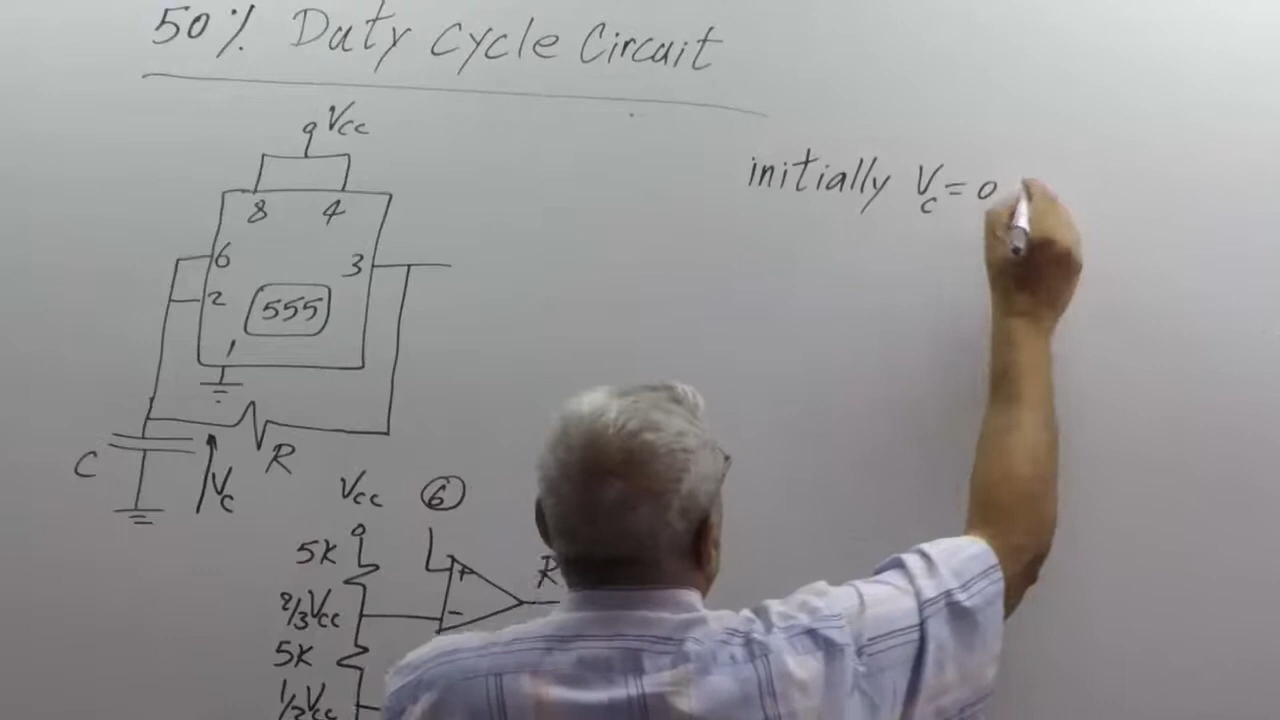 50% Duty Cycle Circuit
Vcc
initially Vc = 0
8 4
6 3
2 555
1
C Vc R
Vcc 6
5K
+ R
2/3Vcc -
5K
1/3Vcc